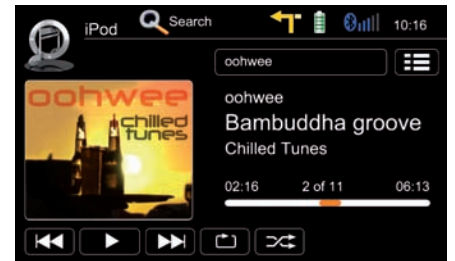 iPod Search 10:16
oohwee
oohwee
chilled
tunes
oohwee
Bambuddha groove
Chilled Tunes
02:16 2 of 11 06:13